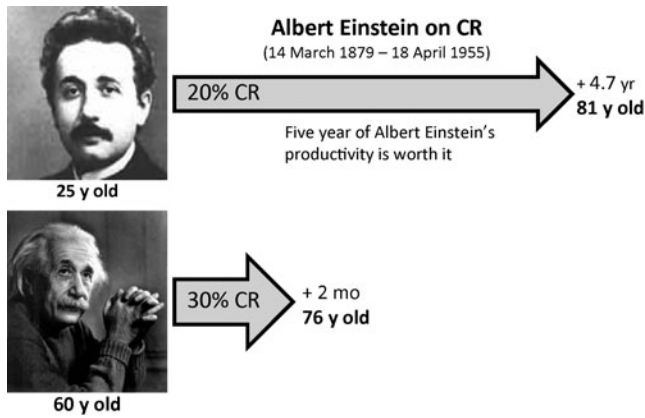 Albert Einstein on CR
(14 March 1879 – 18 April 1955)
20% CR
+ 4.7 yr
81 y old
Five year of Albert Einstein's
productivity is worth it
25 y old
30% CR
+ 2 mo
76 y old
60 y old